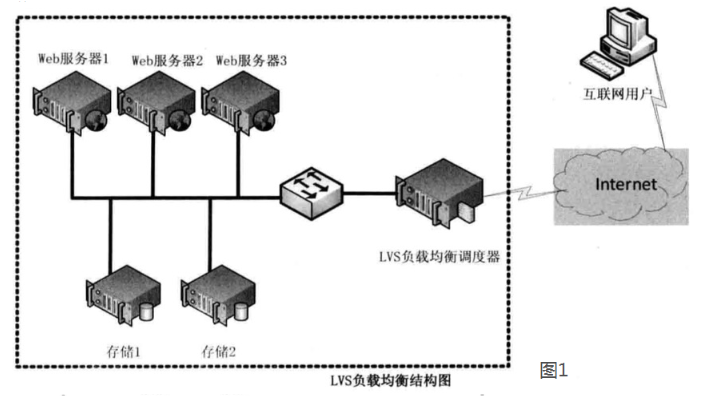 Web服务器1 Web服务器2 Web服务器3
互联网用户
Internet
LVS负载均衡调度器
存储1 存储2
LVS负载均衡结构图
图1